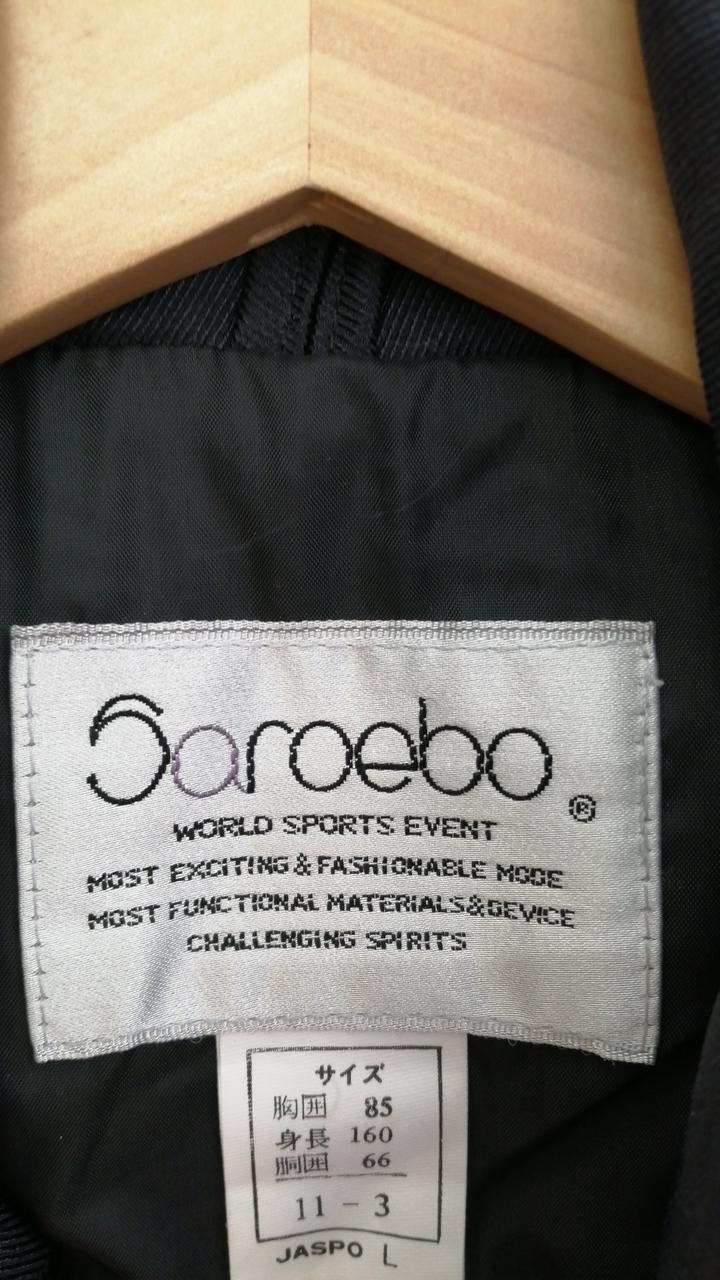 Saroebo ®
WORLD SPORTS EVENT
MOST EXCITING & FASHIONABLE MODE
MOST FUNCTIONAL MATERIALS&DEVICE
CHALLENGING SPIRITS
サイズ
胸囲 85
身長 160
胴囲 66
11 - 3
JASPO L